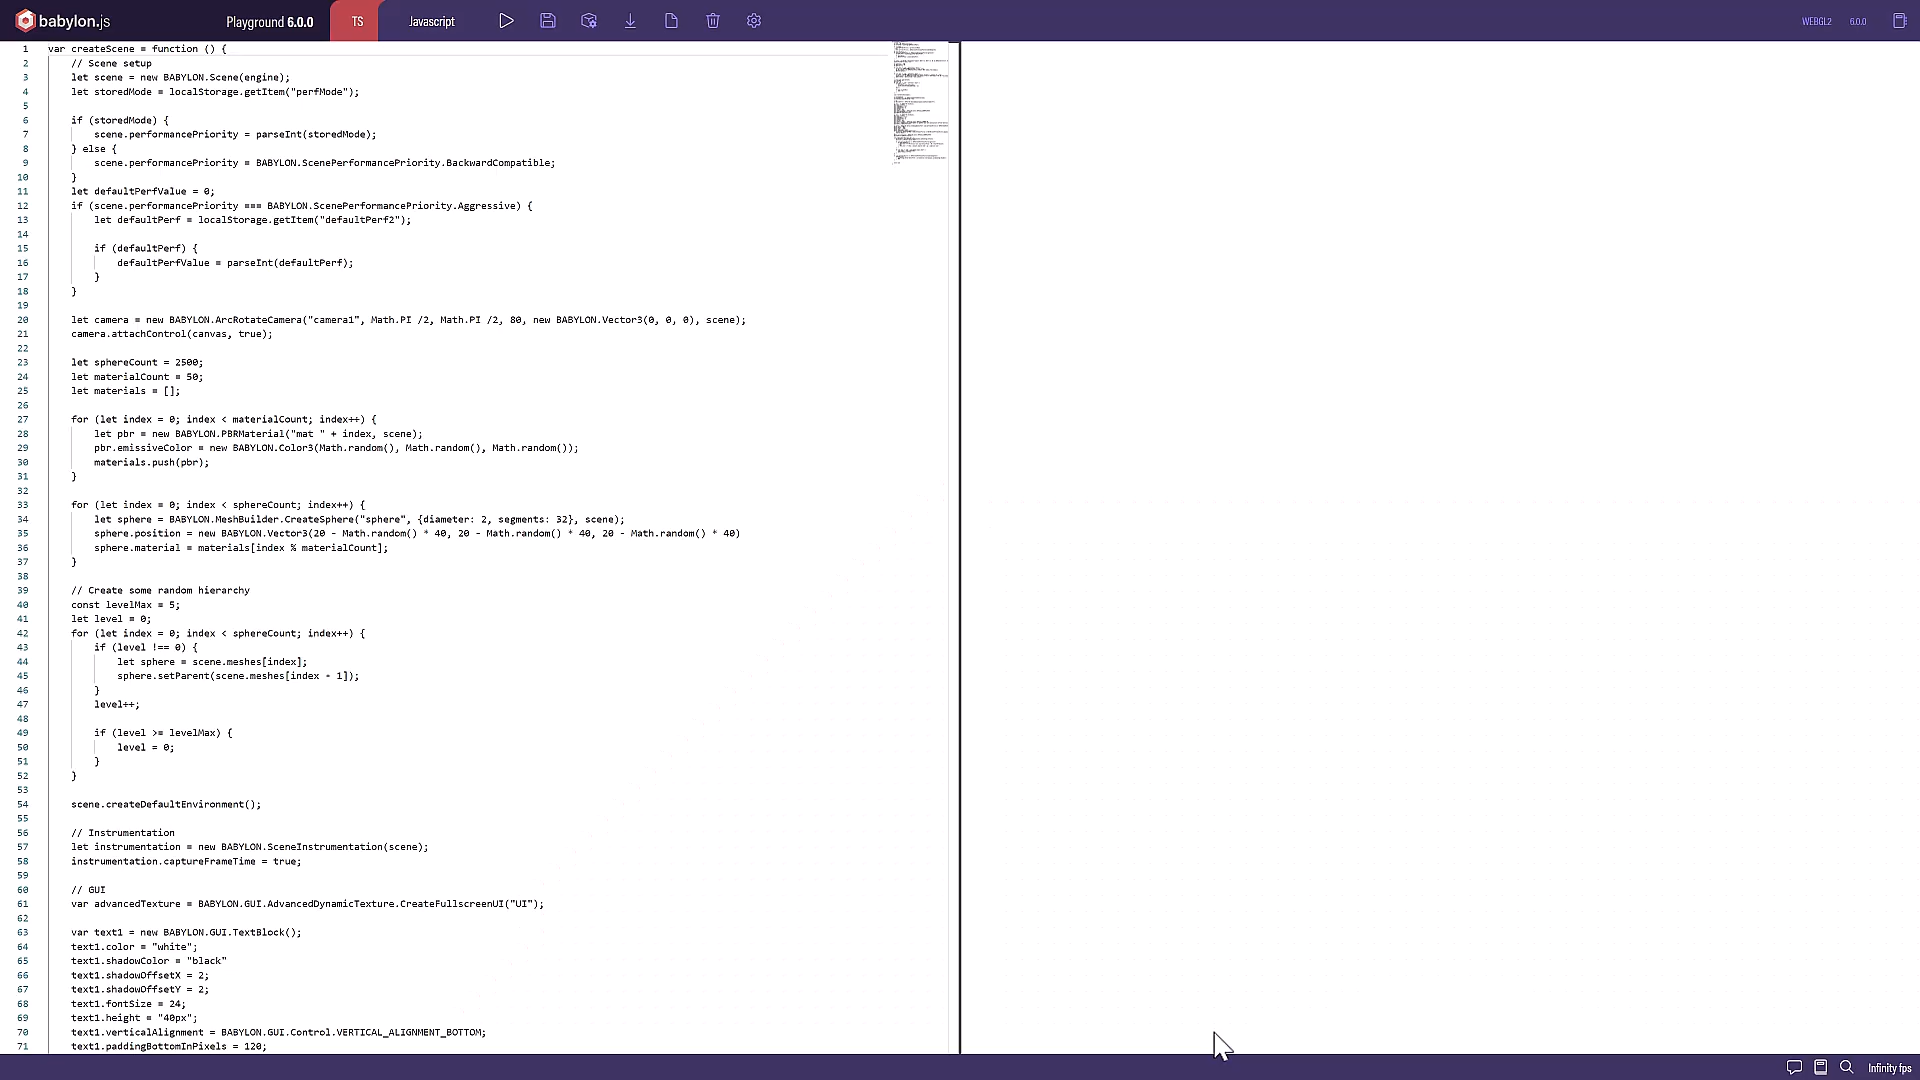 babylon.js Playground 6.0.0 TS Javascript WEBGL2 6.0.0
1 var createScene = function () {
2 // Scene setup
3 let scene = new BABYLON.Scene(engine);
4 let storedMode = localStorage.getItem("perfMode");
5
6 if (storedMode) {
7 scene.performancePriority = parseInt(storedMode);
8 } else {
9 scene.performancePriority = BABYLON.ScenePerformancePriority.BackwardCompatible;
10 }
11 let defaultPerfValue = 0;
12 if (scene.performancePriority === BABYLON.ScenePerformancePriority.Aggressive) {
13 let defaultPerf = localStorage.getItem("defaultPerf2");
14
15 if (defaultPerf) {
16 defaultPerfValue = parseInt(defaultPerf);
17 }
18 }
19
20 let camera = new BABYLON.ArcRotateCamera("camera1", Math.PI /2, Math.PI /2, 80, new BABYLON.Vector3(0, 0, 0), scene);
21 camera.attachControl(canvas, true);
22
23 let sphereCount = 2500;
24 let materialCount = 50;
25 let materials = [];
26
27 for (let index = 0; index < materialCount; index++) {
28 let pbr = new BABYLON.PBRMaterial("mat " + index, scene);
29 pbr.emissiveColor = new BABYLON.Color3(Math.random(), Math.random(), Math.random());
30 materials.push(pbr);
31 }
32
33 for (let index = 0; index < sphereCount; index++) {
34 let sphere = BABYLON.MeshBuilder.CreateSphere("sphere", {diameter: 2, segments: 32}, scene);
35 sphere.position = new BABYLON.Vector3(20 - Math.random() * 40, 20 - Math.random() * 40, 20 - Math.random() * 40)
36 sphere.material = materials[index % materialCount];
37 }
38
39 // Create some random hierarchy
40 const levelMax = 5;
41 let level = 0;
42 for (let index = 0; index < sphereCount; index++) {
43 if (level !== 0) {
44 let sphere = scene.meshes[index];
45 sphere.setParent(scene.meshes[index - 1]);
46 }
47 level++;
48
49 if (level >= levelMax) {
50 level = 0;
51 }
52 }
53
54 scene.createDefaultEnvironment();
55
56 // Instrumentation
57 let instrumentation = new BABYLON.SceneInstrumentation(scene);
58 instrumentation.captureFrameTime = true;
59
60 // GUI
61 var advancedTexture = BABYLON.GUI.AdvancedDynamicTexture.CreateFullscreenUI("UI");
62
63 var text1 = new BABYLON.GUI.TextBlock();
64 text1.color = "white";
65 text1.shadowColor = "black"
66 text1.shadowOffsetX = 2;
67 text1.shadowOffsetY = 2;
68 text1.fontSize = 24;
69 text1.height = "40px";
70 text1.verticalAlignment = BABYLON.GUI.Control.VERTICAL_ALIGNMENT_BOTTOM;
71 text1.paddingBottomInPixels = 120;
Infinity fps